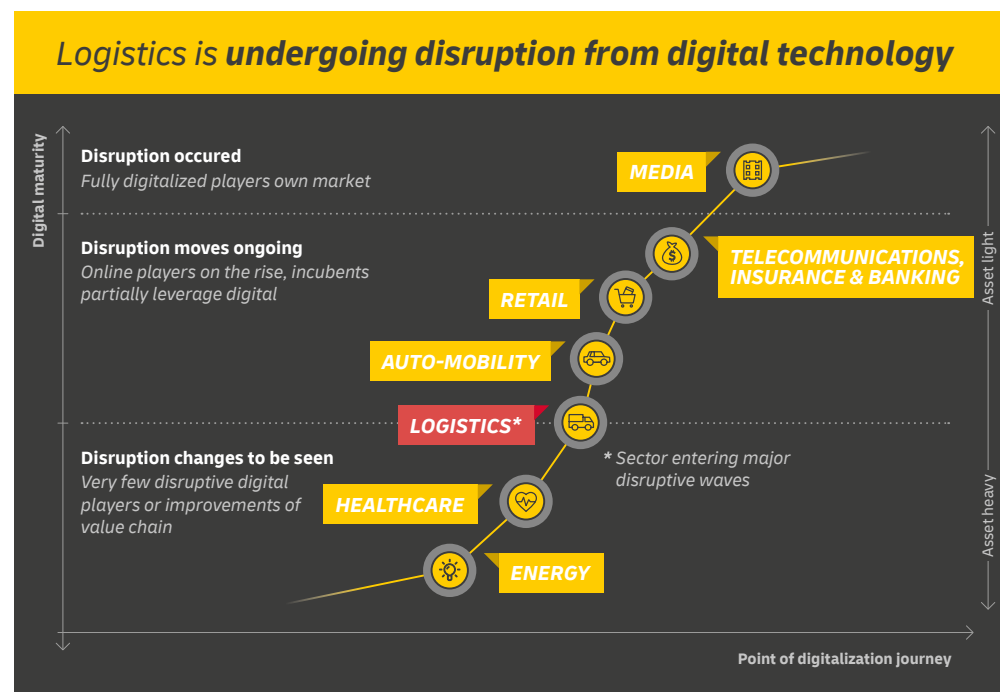 Logistics is undergoing disruption from digital technology
Digital maturity
Disruption occured
Fully digitalized players own market
MEDIA
Disruption moves ongoing
Online players on the rise, incubents
partially leverage digital
TELECOMMUNICATIONS,
INSURANCE & BANKING
Asset light
RETAIL
AUTO-MOBILITY
LOGISTICS*
Disruption changes to be seen
Very few disruptive digital
players or improvements of
value chain
* Sector entering major
disruptive waves
HEALTHCARE
Asset heavy
ENERGY
Point of digitalization journey